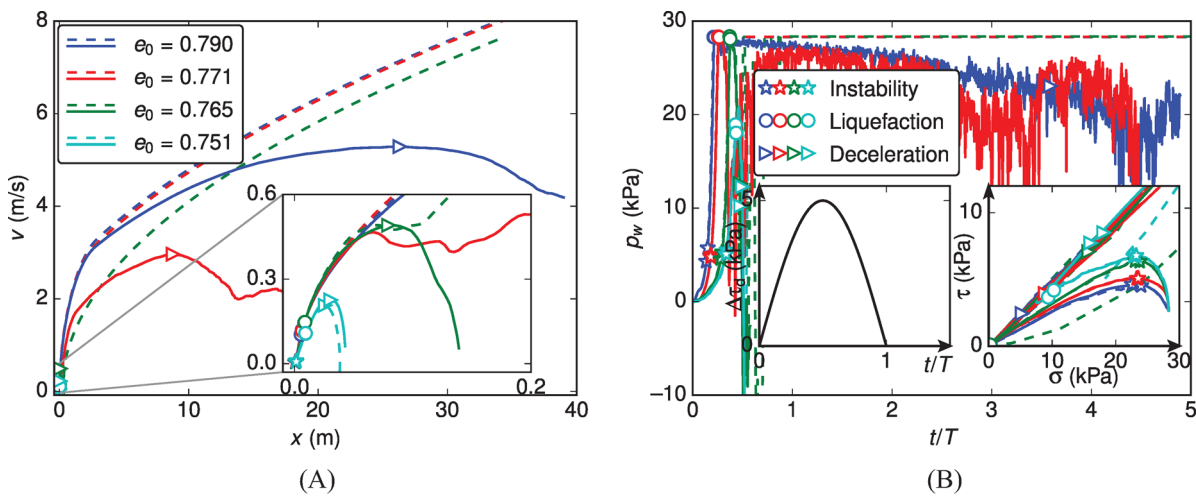 (A)
8
6
4
2
0
v (m/s)
e0 = 0.790
e0 = 0.771
e0 = 0.765
e0 = 0.751
0.6
0.3
0.0
0.0
0.2
0
10
20
30
40
x (m)
(A)
(B)
30
20
10
0
−10
pw (kPa)
Instability
Liquefaction
Deceleration
5
0
Δτd (kPa)
0
1
t/T
10
0
τ (kPa)
0
10
20
30
σ (kPa)
0
1
2
3
4
5
t/T
(B)